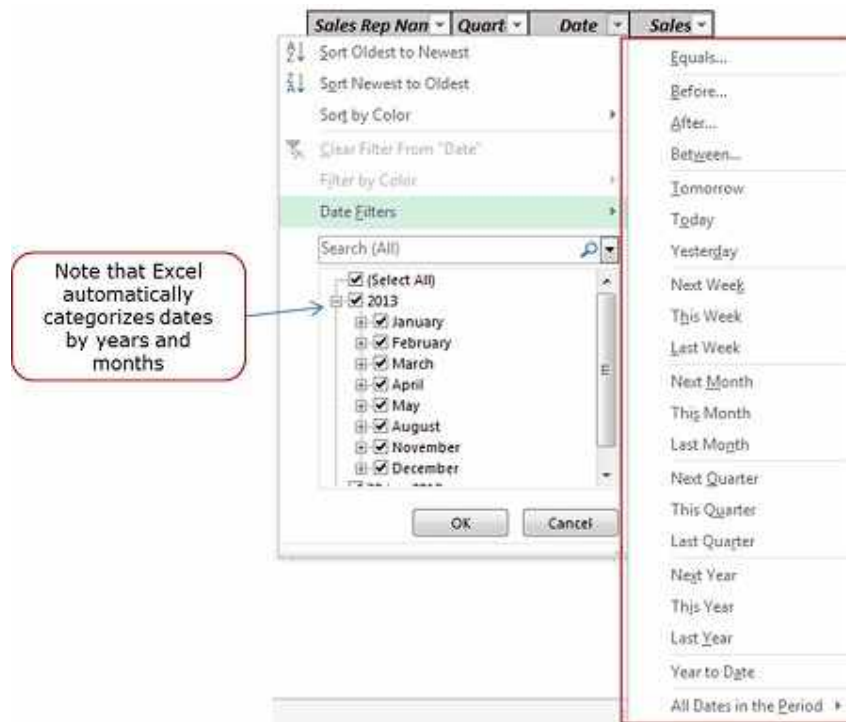 Sales Rep Nan Quart Date Sales
Sort Oldest to Newest
Sort Newest to Oldest
Sort by Color
Clear Filter From "Date"
Filter by Color
Date Filters
Search (All)
(Select All)
2013
January
February
March
April
May
August
November
December
OK Cancel
Note that Excel
automatically
categorizes dates
by years and
months
Equals...
Before...
After...
Between...
Tomorrow
Today
Yesterday
Next Week
This Week
Last Week
Next Month
This Month
Last Month
Next Quarter
This Quarter
Last Quarter
Next Year
This Year
Last Year
Year to Date
All Dates in the Period